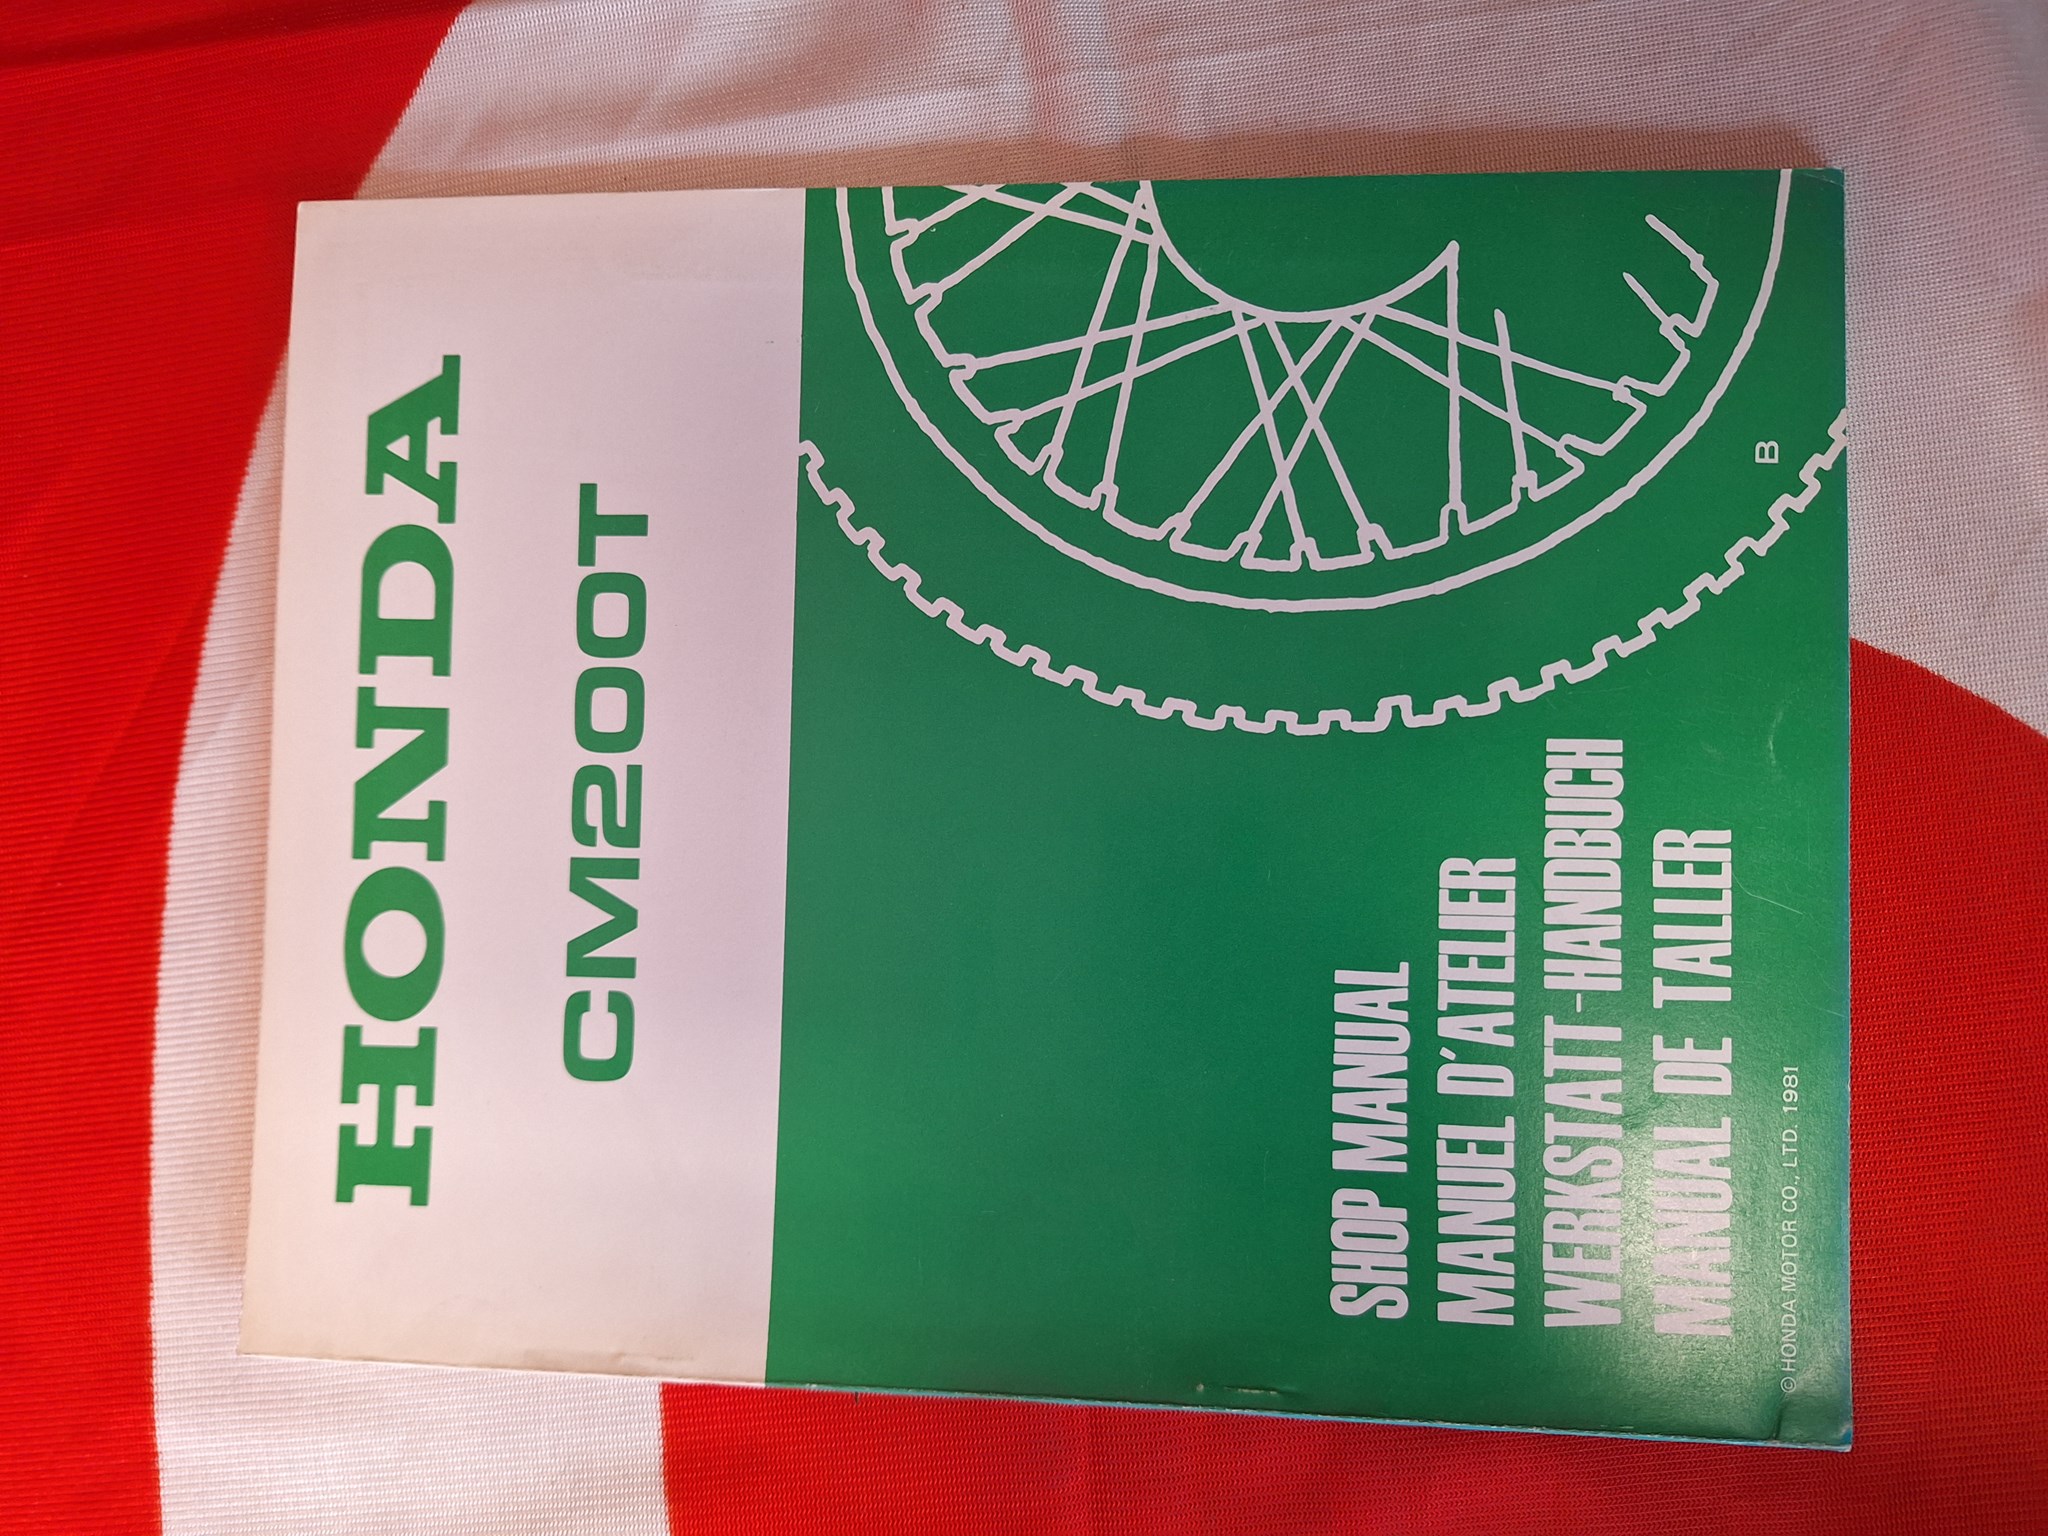 HONDA
CM200T
B
SHOP MANUAL
MANUEL D'ATELIER
WERKSTATT-HANDBUCH
MANUAL DE TALLER
© HONDA MOTOR CO., LTD. 1981